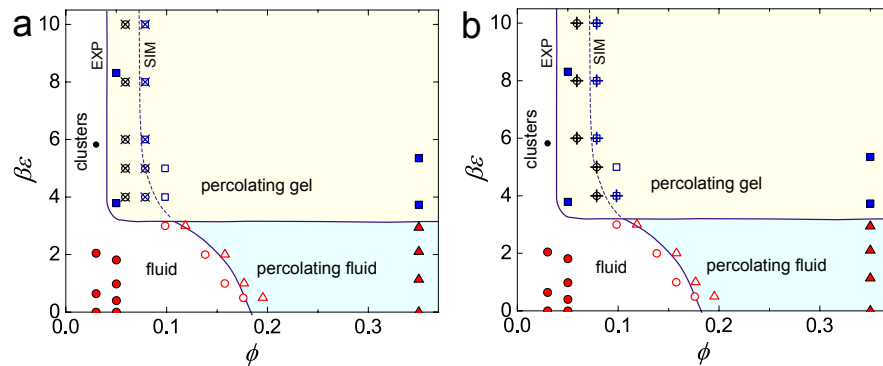 a
10
8
6
4
2
0
βε
EXP
SIM
clusters
percolating gel
fluid
percolating fluid
0.0
0.1
0.2
0.3
ϕ
b
10
8
6
4
2
0
βε
EXP
SIM
clusters
percolating gel
fluid
percolating fluid
0.0
0.1
0.2
0.3
ϕ